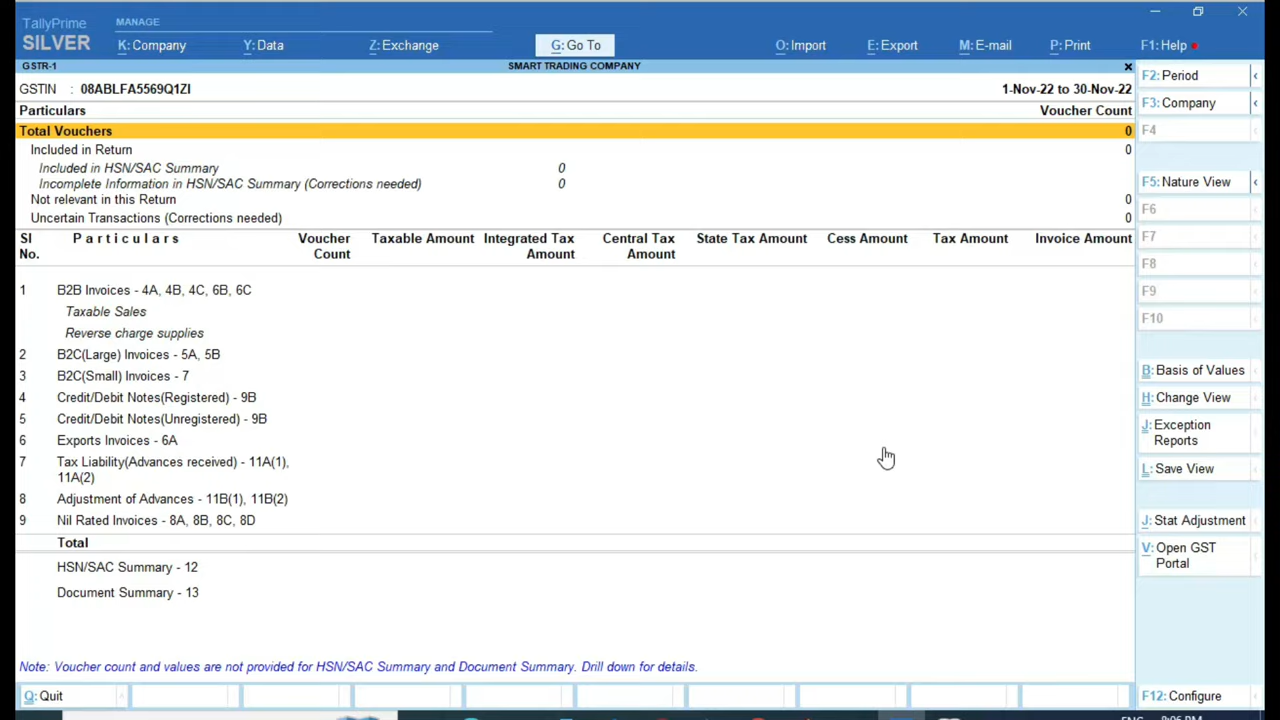 TallyPrime
MANAGE
SILVER
K: Company
Y: Data
Z: Exchange
G: Go To
O: Import
E: Export
M: E-mail
P: Print
F1: Help
GSTR-1
SMART TRADING COMPANY
GSTIN : 08ABLFA5569Q1ZI
1-Nov-22 to 30-Nov-22
Particulars
Voucher Count
Total Vouchers 0
Included in Return 0
Included in HSN/SAC Summary 0
Incomplete Information in HSN/SAC Summary (Corrections needed) 0
Not relevant in this Return 0
Uncertain Transactions (Corrections needed) 0
Sl Particulars Voucher Taxable Amount Integrated Tax Central Tax State Tax Amount Cess Amount Tax Amount Invoice Amount
No. Count Amount Amount
1 B2B Invoices - 4A, 4B, 4C, 6B, 6C
Taxable Sales
Reverse charge supplies
2 B2C(Large) Invoices - 5A, 5B
3 B2C(Small) Invoices - 7
4 Credit/Debit Notes(Registered) - 9B
5 Credit/Debit Notes(Unregistered) - 9B
6 Exports Invoices - 6A
7 Tax Liability(Advances received) - 11A(1),
11A(2)
8 Adjustment of Advances - 11B(1), 11B(2)
9 Nil Rated Invoices - 8A, 8B, 8C, 8D
Total
HSN/SAC Summary - 12
Document Summary - 13
Note: Voucher count and values are not provided for HSN/SAC Summary and Document Summary. Drill down for details.
Q: Quit
F2: Period
F3: Company
F4
F5: Nature View
F6
F7
F8
F9
F10
B: Basis of Values
H: Change View
J: Exception
Reports
L: Save View
J: Stat Adjustment
V: Open GST
Portal
F12: Configure